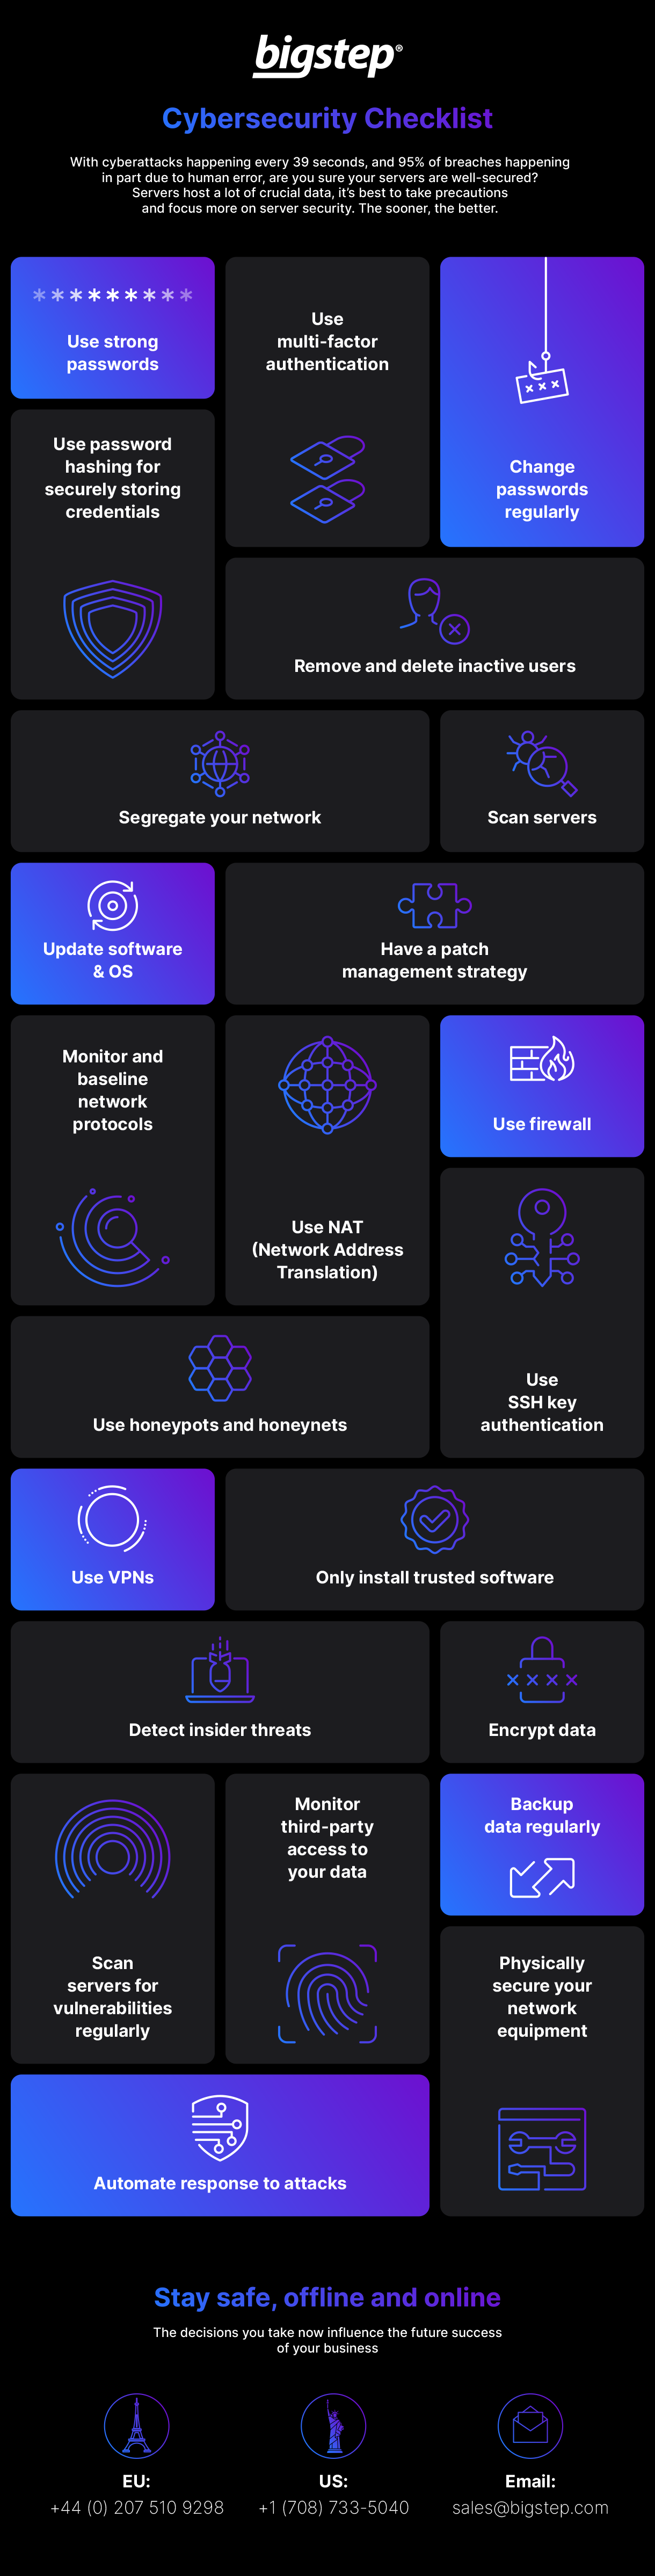 bigstep®
Cybersecurity Checklist
With cyberattacks happening every 39 seconds, and 95% of breaches happening
in part due to human error, are you sure your servers are well-secured?
Servers host a lot of crucial data, it's best to take precautions
and focus more on server security. The sooner, the better.
Use strong
passwords
Use
multi-factor
authentication
Change
passwords
regularly
Use password
hashing for
securely storing
credentials
Remove and delete inactive users
Segregate your network
Scan servers
Update software
& OS
Have a patch
management strategy
Monitor and
baseline
network
protocols
Use NAT
(Network Address
Translation)
Use firewall
Use honeypots and honeynets
Use
SSH key
authentication
Use VPNs
Only install trusted software
Detect insider threats
Encrypt data
Scan
servers for
vulnerabilities
regularly
Monitor
third-party
access to
your data
Backup
data regularly
Physically
secure your
network
equipment
Automate response to attacks
Stay safe, offline and online
The decisions you take now influence the future success
of your business
EU:
+44 (0) 207 510 9298
US:
+1 (708) 733-5040
Email:
sales@bigstep.com